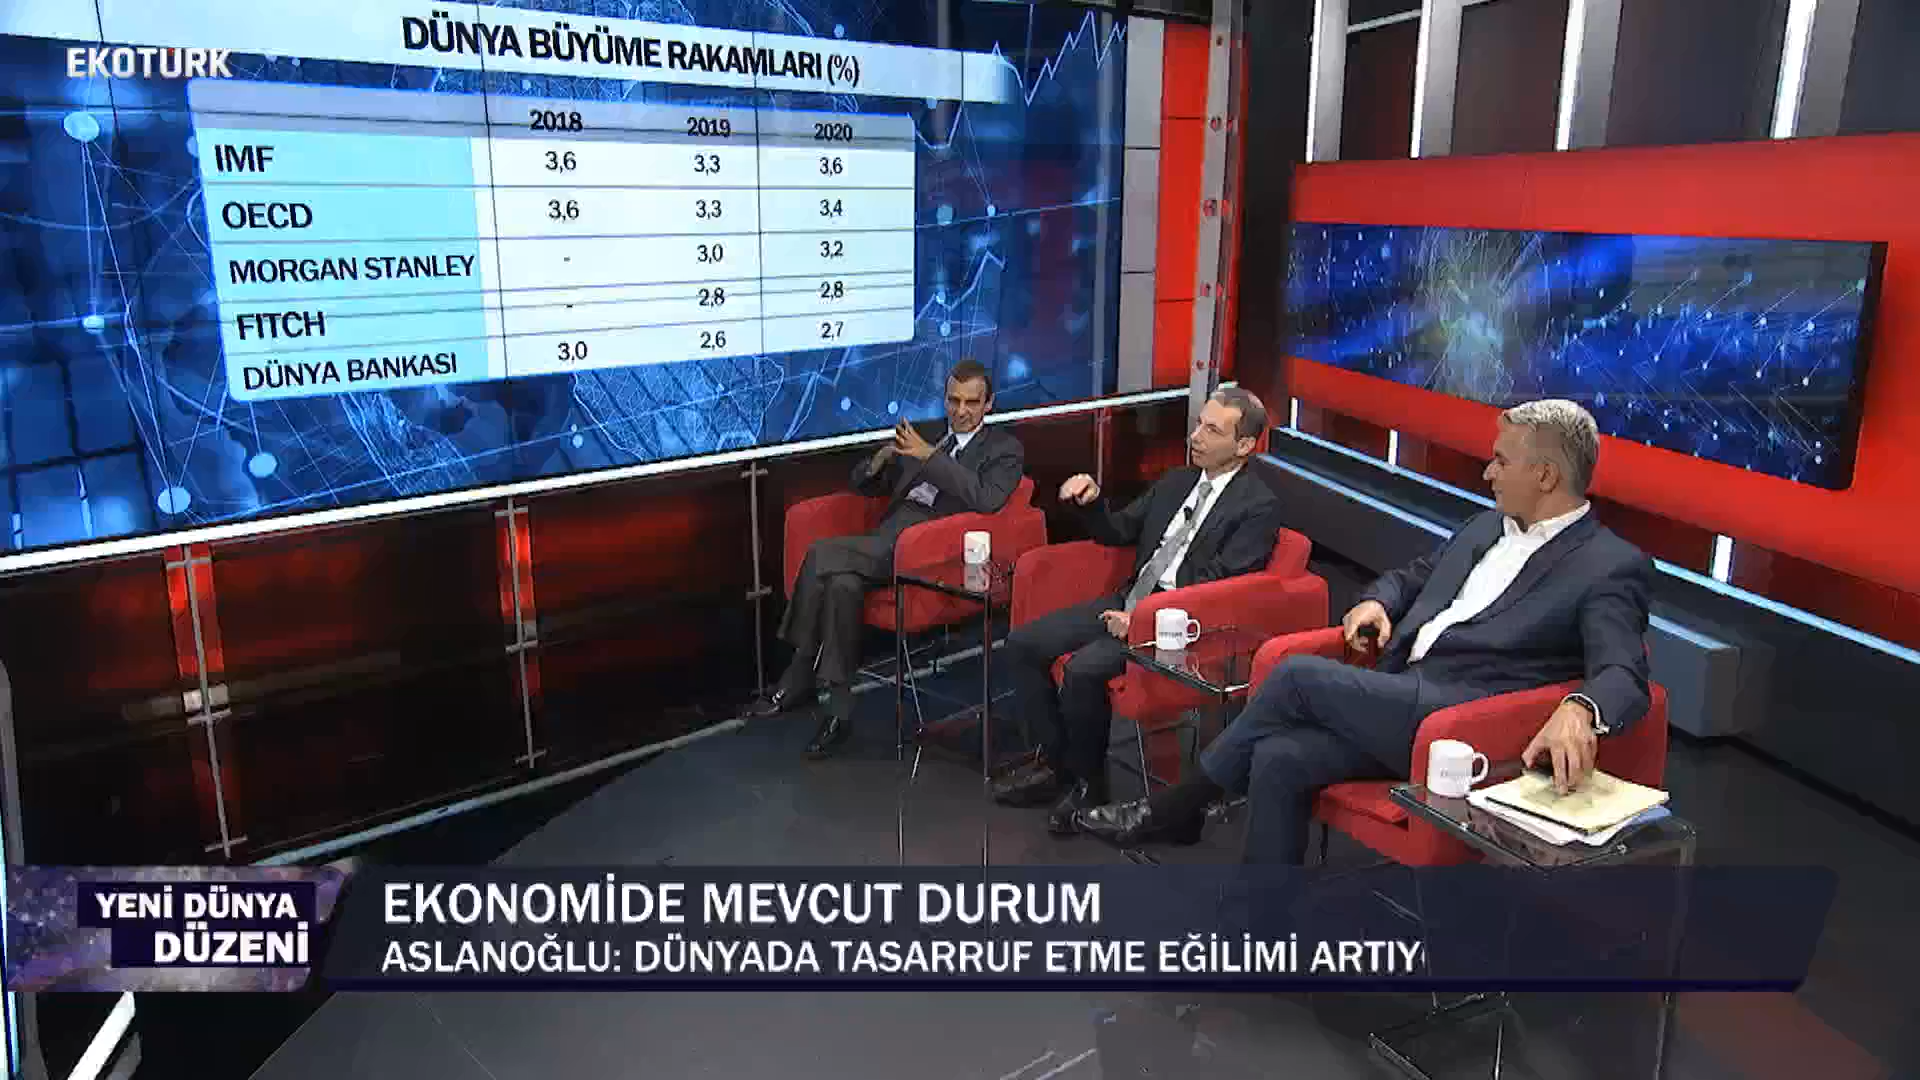 EKOTÜRK
DÜNYA BÜYÜME RAKAMLARI (%)
2018 2019 2020
IMF 3,6 3,3 3,6
OECD 3,6 3,3 3,4
MORGAN STANLEY - 3,0 3,2
FITCH - 2,8 2,8
DÜNYA BANKASI 3,0 2,6 2,7
YENİ DÜNYA
DÜZENİ
EKONOMİDE MEVCUT DURUM
ASLANOĞLU: DÜNYADA TASARRUF ETME EĞİLİMİ ARTIY